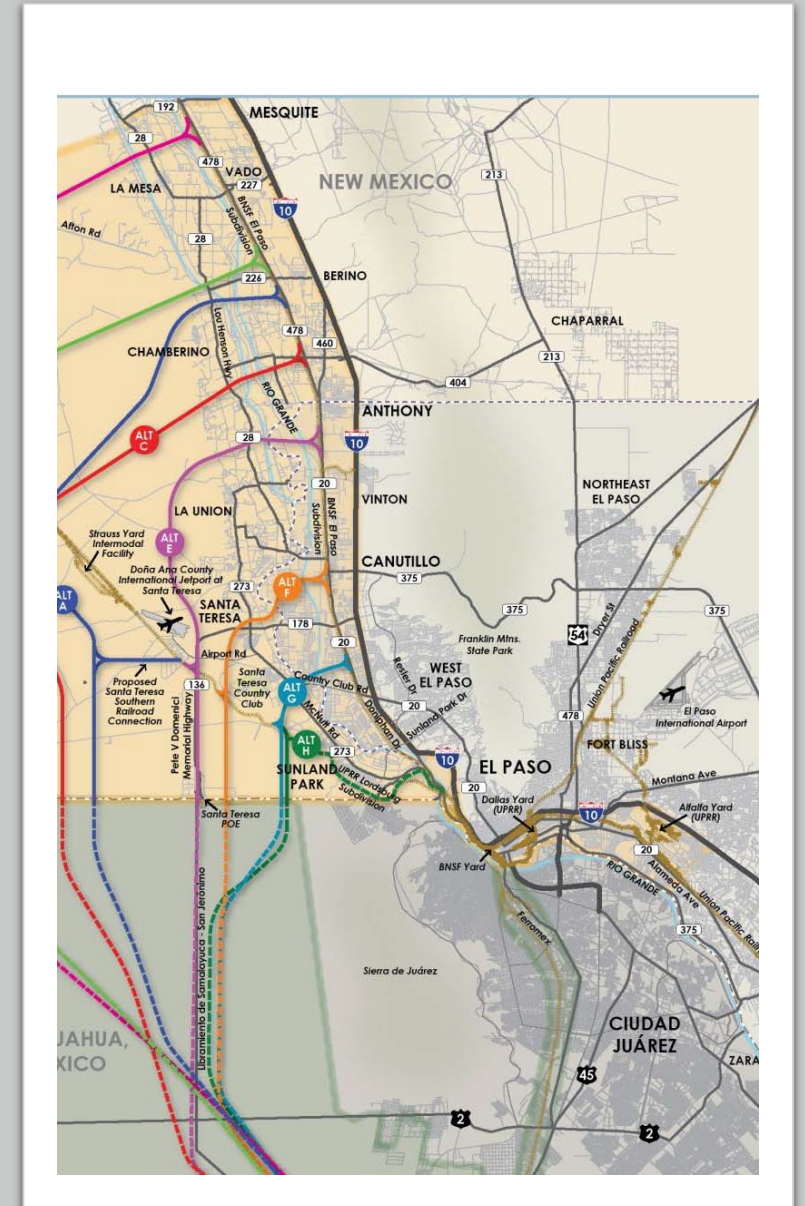 192
MESQUITE
28
478
VADO
227
LA MESA
NEW MEXICO
213
10
BNSF El Paso
Subdivision
Afton Rd
28
226
BERINO
478
460
CHAPARRAL
213
CHAMBERINO
Lou Henson Hwy
RIO GRANDE
404
ANTHONY
ALT
C
28
10
20
NORTHEAST
EL PASO
VINTON
LA UNION
BNSF El Paso
Subdivision
Strauss Yard
Intermodal
Facility
ALT
E
Doña Ana County
International Jetport at
Santa Teresa
CANUTILLO
375
ALT
F
273
ALT
A
SANTA
TERESA
178
375
375
54
Dryer St
Union Pacific Railroad
Franklin Mtns.
State Park
20
Airport Rd
Resler Dr
WEST
EL PASO
Proposed
Santa Teresa
Southern
Railroad
Connection
136
Santa
Teresa
Country
Club
Country Club Rd
ALT
G
20
Sunland Park Dr
El Paso
International Airport
478
Pete V Domenici
Memorial Highway
McNutt Rd
Doniphan Dr
ALT
H
273
FORT BLISS
10
EL PASO
SUNLAND
PARK
UPRR Lordsburg
Subdivision
20
Montana Ave
Santa Teresa
POE
Dallas Yard
(UPRR)
10
Alfalfa Yard
(UPRR)
BNSF Yard
20
RIO GRANDE
Alameda Ave
Union Pacific Rail
375
Ferromex
Libramiento de Samalayuca - San Jerónimo
Sierra de Juárez
UAHUA,
XICO
CIUDAD
JUÁREZ
ZARA
45
2
2